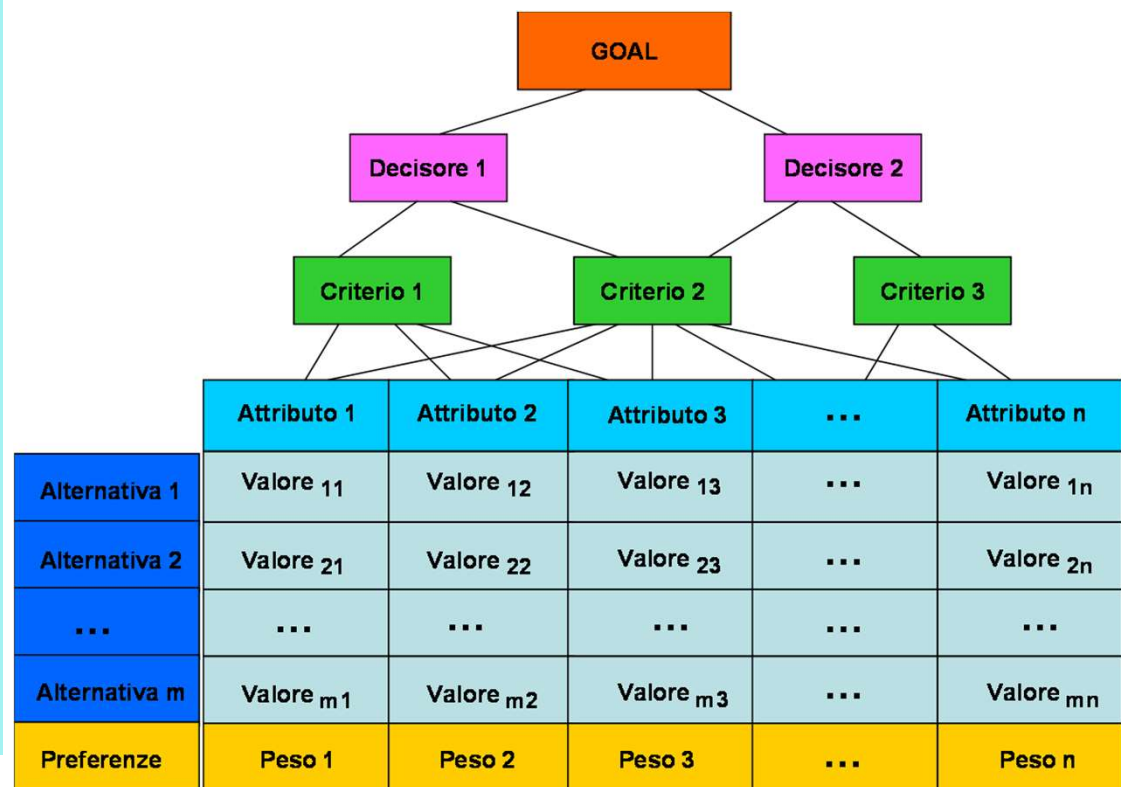 GOAL
Decisore 1 Decisore 2
Criterio 1 Criterio 2 Criterio 3
Attributo 1 Attributo 2 Attributo 3 ... Attributo n
Alternativa 1 Valore 11 Valore 12 Valore 13 ... Valore 1n
Alternativa 2 Valore 21 Valore 22 Valore 23 ... Valore 2n
... ... ... ... ... ...
Alternativa m Valore m1 Valore m2 Valore m3 ... Valore mn
Preferenze Peso 1 Peso 2 Peso 3 ... Peso n